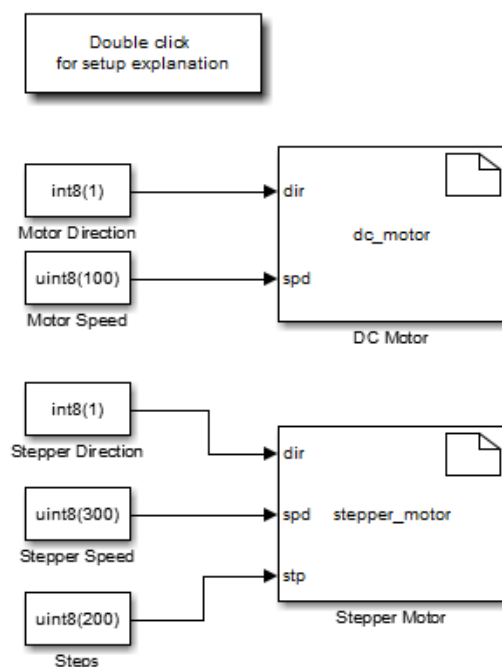 Double click
for setup explanation
int8(1)
Motor Direction
uint8(100)
Motor Speed
dir
dc_motor
spd
DC Motor
int8(1)
Stepper Direction
uint8(300)
Stepper Speed
uint8(200)
Steps
dir
spd stepper_motor
stp
Stepper Motor